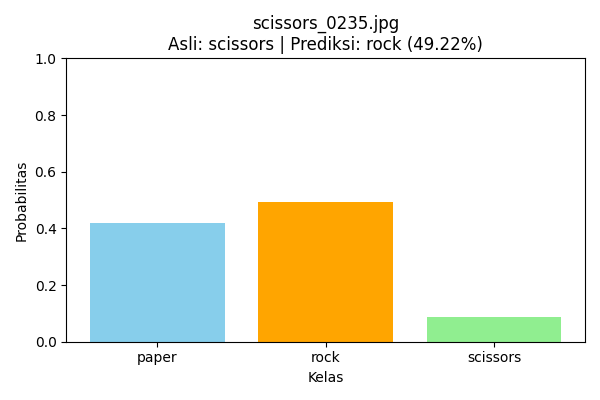 scissors_0235.jpg
Asli: scissors | Prediksi: rock (49.22%)
1.0
0.8
0.6
0.4
0.2
0.0
Probabilitas
paper
rock
scissors
Kelas